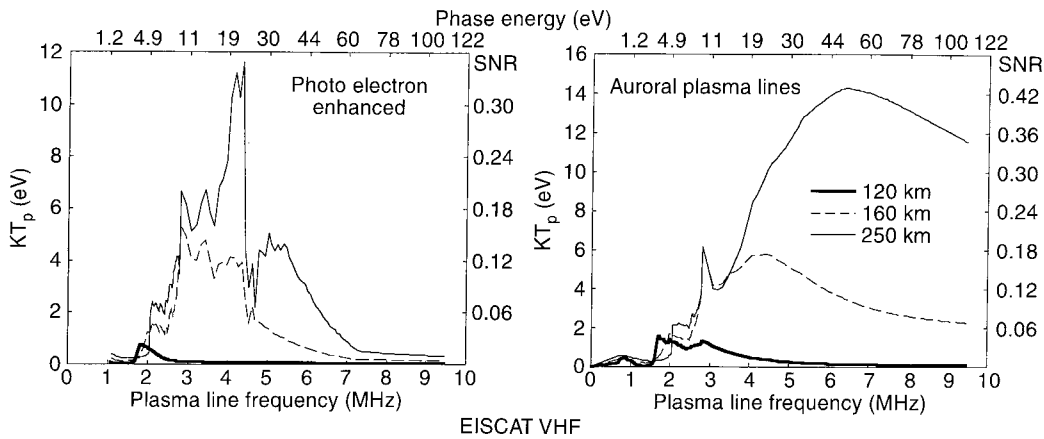 Phase energy (eV)
1.2 4.9 11 19 30 44 60 78 100 122
1.2 4.9 11 19 30 44 60 78 100 122
12
10
8
6
4
2
0
KTp (eV)
Photo electron
enhanced
SNR
0.30
0.24
0.18
0.12
0.06
0 1 2 3 4 5 6 7 8 9 10
Plasma line frequency (MHz)
16
14
12
10
8
6
4
2
0
KTp (eV)
Auroral plasma lines
120 km
160 km
250 km
SNR
0.42
0.36
0.30
0.24
0.18
0.12
0.06
0 1 2 3 4 5 6 7 8 9 10
Plasma line frequency (MHz)
EISCAT VHF